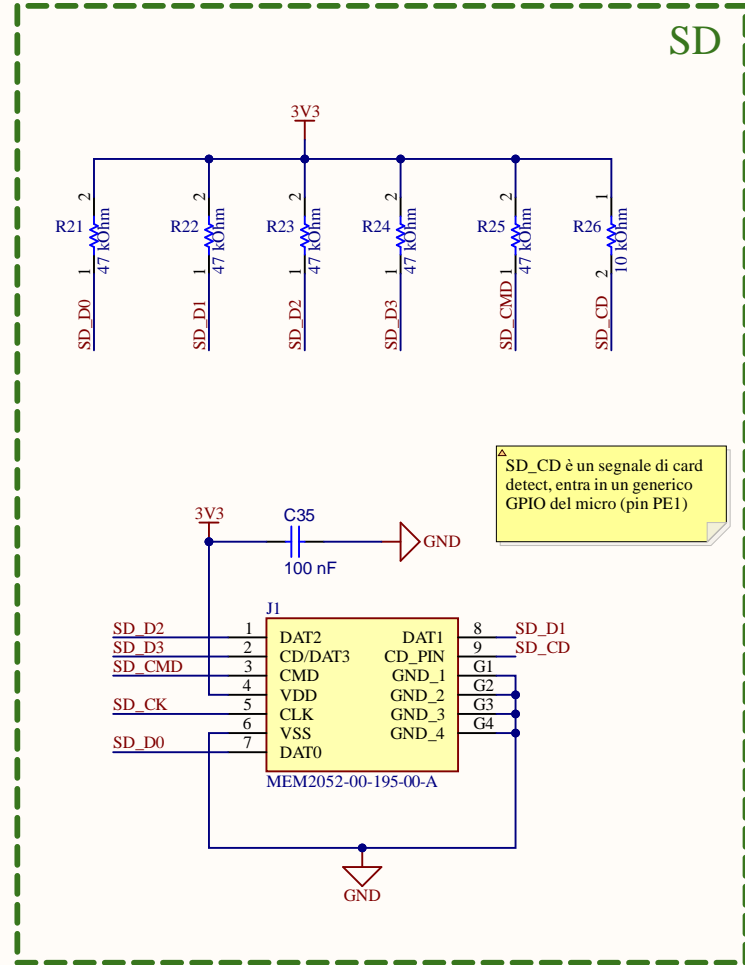 SD
3V3
2 2 2 2 2 1
R21 R22 R23 R24 R25 R26
47 kOhm 47 kOhm 47 kOhm 47 kOhm 47 kOhm 10 kOhm
1 1 1 1 1 2
SD_D0 SD_D1 SD_D2 SD_D3 SD_CMD SD_CD
SD_CD è un segnale di card
detect, entra in un generico
GPIO del micro (pin PE1)
3V3
C35
GND
100 nF
J1
SD_D2 1 DAT2 DAT1 8 SD_D1
SD_D3 2 CD/DAT3 CD_PIN 9 SD_CD
SD_CMD 3 CMD GND_1 G1
4 VDD GND_2 G2
SD_CK 5 CLK GND_3 G3
6 VSS GND_4 G4
SD_D0 7 DAT0
MEM2052-00-195-00-A
GND